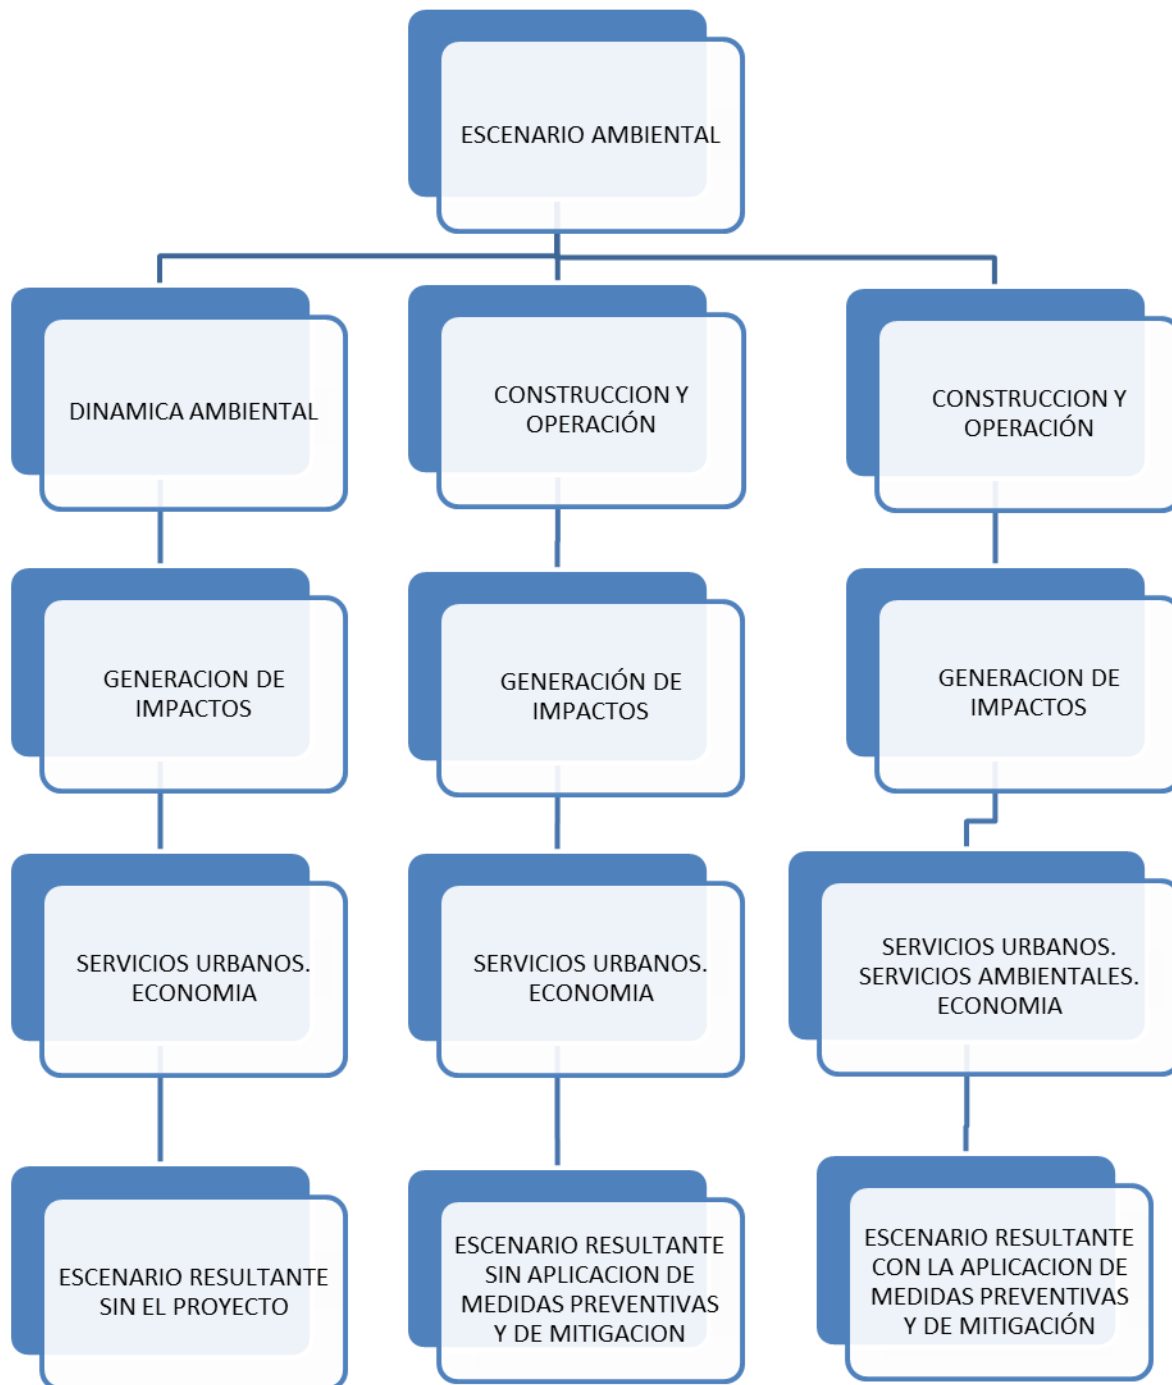 ESCENARIO AMBIENTAL
DINAMICA AMBIENTAL
CONSTRUCCION Y
OPERACIÓN
CONSTRUCCION Y
OPERACIÓN
GENERACION DE
IMPACTOS
GENERACIÓN DE
IMPACTOS
GENERACION DE
IMPACTOS
SERVICIOS URBANOS.
ECONOMIA
SERVICIOS URBANOS.
ECONOMIA
SERVICIOS URBANOS.
SERVICIOS AMBIENTALES.
ECONOMIA
ESCENARIO RESULTANTE
SIN EL PROYECTO
ESCENARIO RESULTANTE
SIN APLICACION DE
MEDIDAS PREVENTIVAS
Y DE MITIGACION
ESCENARIO RESULTANTE
CON LA APLICACION DE
MEDIDAS PREVENTIVAS
Y DE MITIGACIÓN